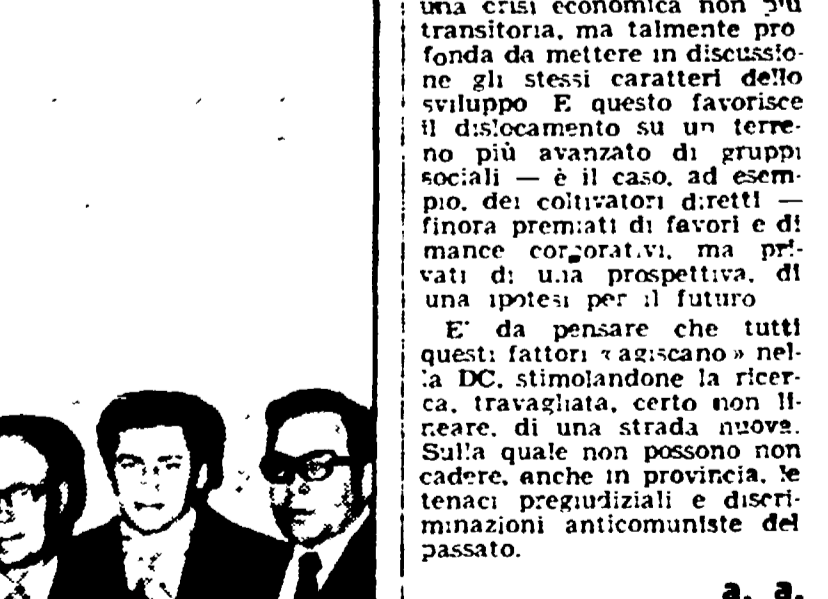 una crisi economica non più
transitoria, ma talmente pro
fonda da mettere in discussio-
ne gli stessi caratteri dello
sviluppo E questo favorisce
il dislocamento su un terre-
no più avanzato di gruppi
sociali — è il caso, ad esem-
pio, dei coltivatori diretti —
finora premiati di favori e di
mance corporativi, ma pri-
vati di una prospettiva, di
una ipotesi per il futuro
E' da pensare che tutti
questi fattori « agiscano » nel-
la DC, stimolandone la ricer-
ca, travagliata, certo non li-
neare, di una strada nuova.
Sulla quale non possono non
cadere, anche in provincia, le
tenaci pregiudiziali e discri-
minazioni anticomuniste del
passato.
a. a.